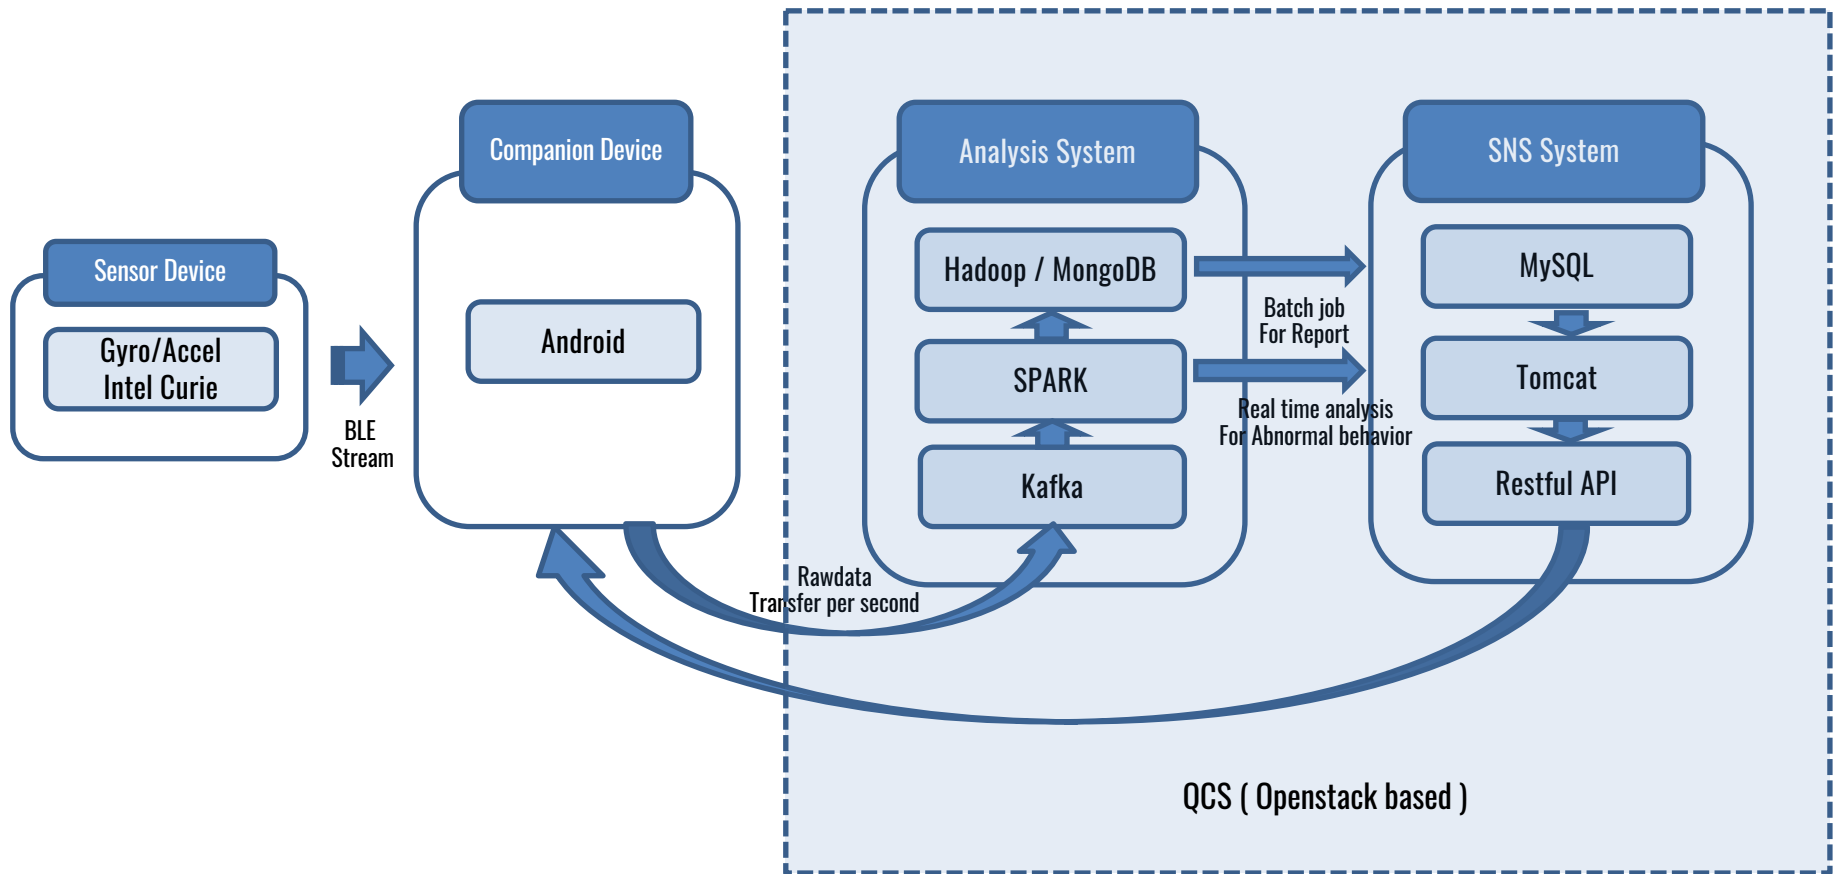 Sensor Device
Gyro/Accel
Intel Curie
BLE
Stream
Companion Device
Android
Rawdata
Transfer per second
Analysis System
Hadoop / MongoDB
SPARK
Kafka
Batch job
For Report
Real time analysis
For Abnormal behavior
SNS System
MySQL
Tomcat
Restful API
QCS ( Openstack based )